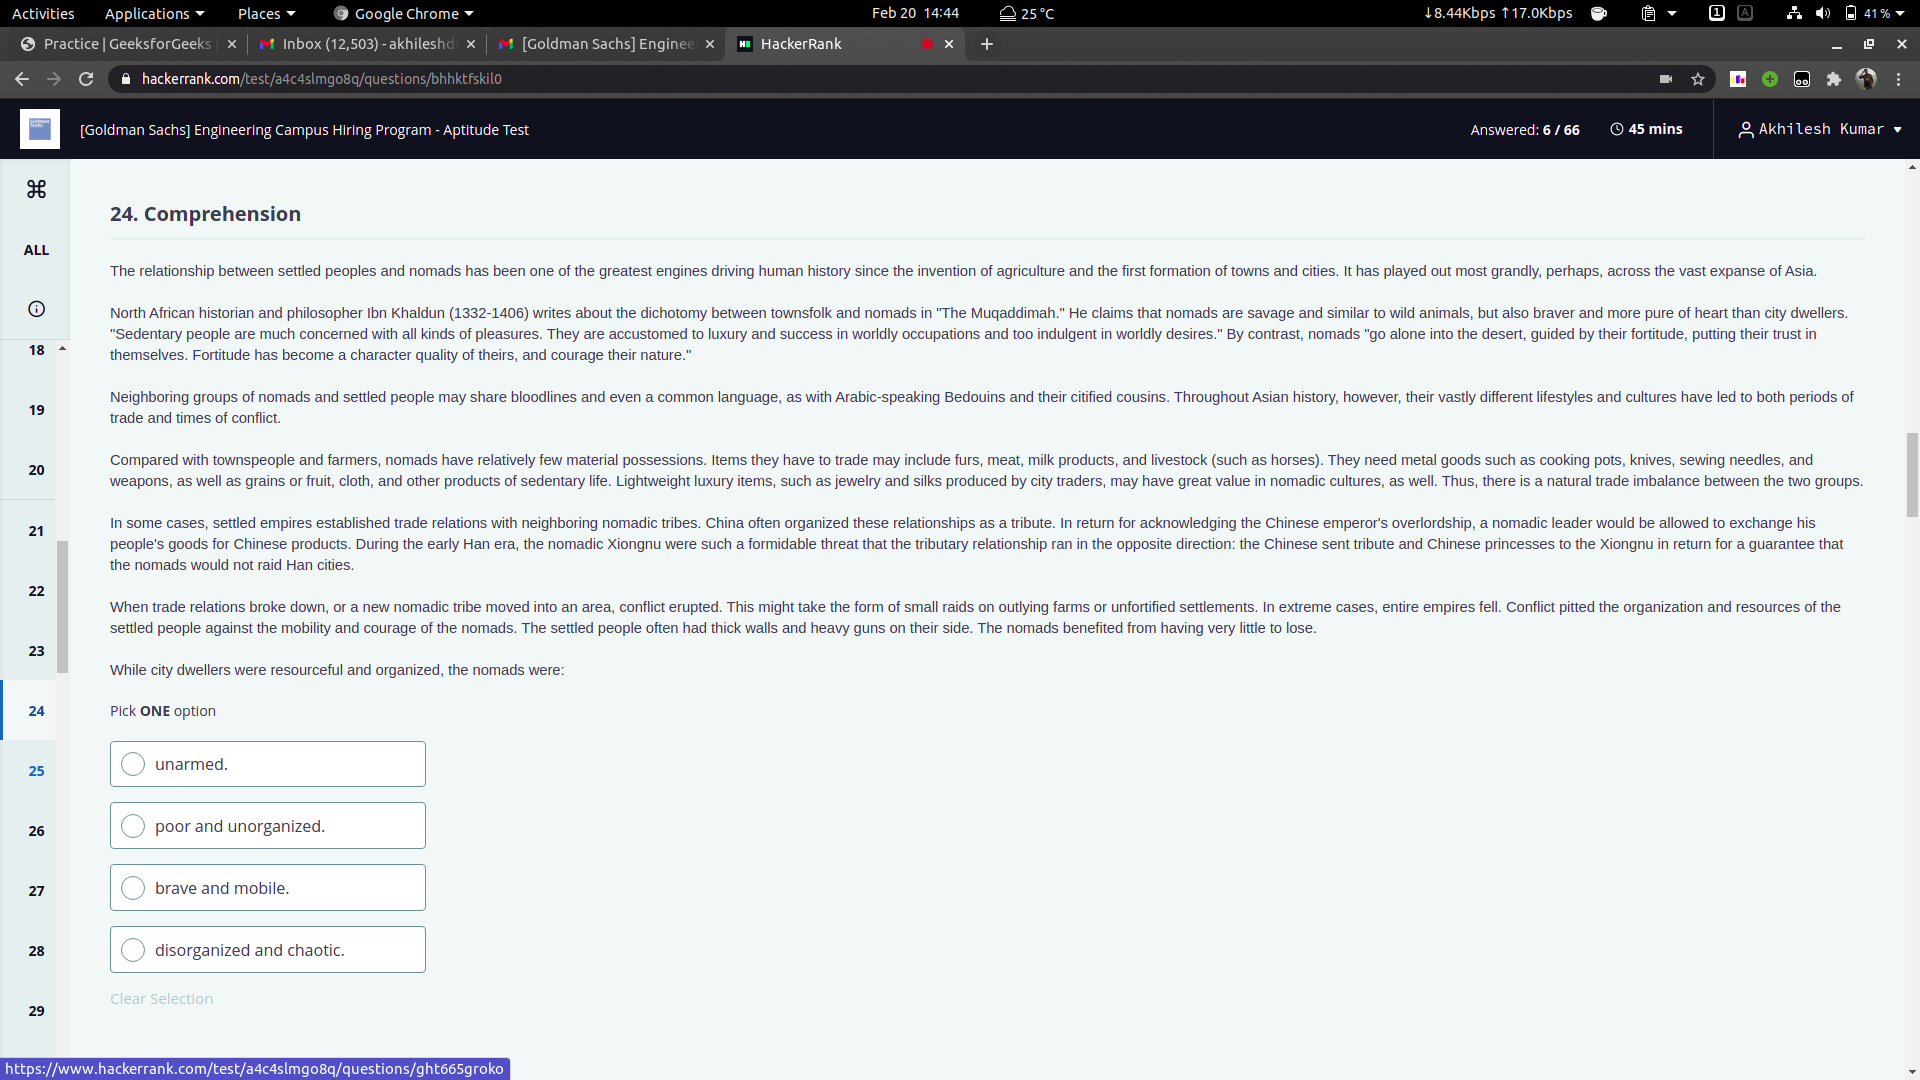 Activities Applications Places Google Chrome Feb 20 14:44 25 °C ↓8.44Kbps ↑17.0Kbps 1 A 41 %
Practice | GeeksforGeeks Inbox (12,503) - akhileshd [Goldman Sachs] Enginee HackerRank
hackerrank.com/test/a4c4slmgo8q/questions/bhhktfskil0
[Goldman Sachs] Engineering Campus Hiring Program - Aptitude Test Answered: 6 / 66 45 mins Akhilesh Kumar
ALL
18
19
20
21
22
23
24
25
26
27
28
29
24. Comprehension
The relationship between settled peoples and nomads has been one of the greatest engines driving human history since the invention of agriculture and the first formation of towns and cities. It has played out most grandly, perhaps, across the vast expanse of Asia.
North African historian and philosopher Ibn Khaldun (1332-1406) writes about the dichotomy between townsfolk and nomads in "The Muqaddimah." He claims that nomads are savage and similar to wild animals, but also braver and more pure of heart than city dwellers.
"Sedentary people are much concerned with all kinds of pleasures. They are accustomed to luxury and success in worldly occupations and too indulgent in worldly desires." By contrast, nomads "go alone into the desert, guided by their fortitude, putting their trust in
themselves. Fortitude has become a character quality of theirs, and courage their nature."
Neighboring groups of nomads and settled people may share bloodlines and even a common language, as with Arabic-speaking Bedouins and their citified cousins. Throughout Asian history, however, their vastly different lifestyles and cultures have led to both periods of
trade and times of conflict.
Compared with townspeople and farmers, nomads have relatively few material possessions. Items they have to trade may include furs, meat, milk products, and livestock (such as horses). They need metal goods such as cooking pots, knives, sewing needles, and
weapons, as well as grains or fruit, cloth, and other products of sedentary life. Lightweight luxury items, such as jewelry and silks produced by city traders, may have great value in nomadic cultures, as well. Thus, there is a natural trade imbalance between the two groups.
In some cases, settled empires established trade relations with neighboring nomadic tribes. China often organized these relationships as a tribute. In return for acknowledging the Chinese emperor's overlordship, a nomadic leader would be allowed to exchange his
people's goods for Chinese products. During the early Han era, the nomadic Xiongnu were such a formidable threat that the tributary relationship ran in the opposite direction: the Chinese sent tribute and Chinese princesses to the Xiongnu in return for a guarantee that
the nomads would not raid Han cities.
When trade relations broke down, or a new nomadic tribe moved into an area, conflict erupted. This might take the form of small raids on outlying farms or unfortified settlements. In extreme cases, entire empires fell. Conflict pitted the organization and resources of the
settled people against the mobility and courage of the nomads. The settled people often had thick walls and heavy guns on their side. The nomads benefited from having very little to lose.
While city dwellers were resourceful and organized, the nomads were:
Pick ONE option
unarmed.
poor and unorganized.
brave and mobile.
disorganized and chaotic.
Clear Selection
https://www.hackerrank.com/test/a4c4slmgo8q/questions/ght665groko